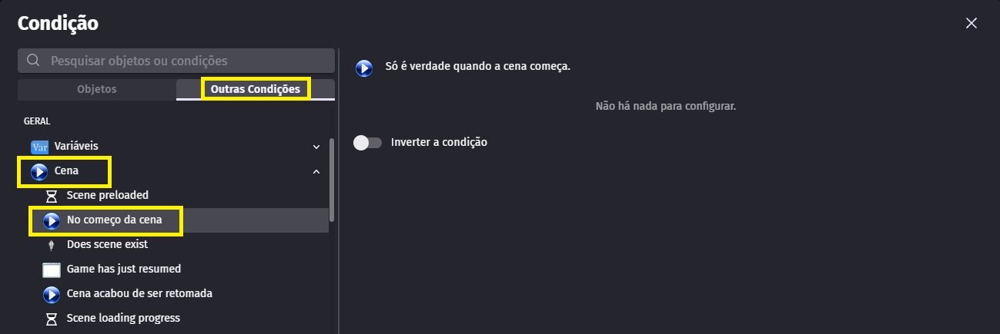 Condição
Pesquisar objetos ou condições
Objetos
Outras Condições
GERAL
Var
Variáveis
Cena
Scene preloaded
No começo da cena
Does scene exist
Game has just resumed
Cena acabou de ser retomada
Scene loading progress
Só é verdade quando a cena começa.
Não há nada para configurar.
Inverter a condição